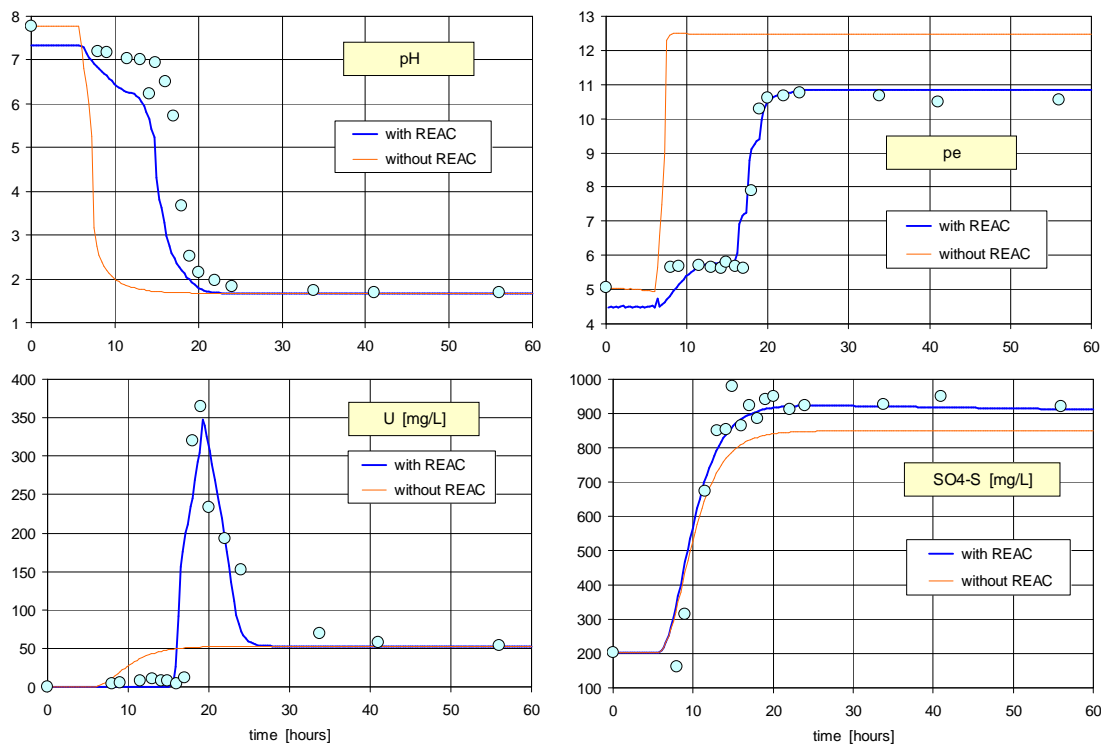 8
7
6
5
4
3
2
1
0 10 20 30 40 50 60
pH
with REAC
without REAC
13
12
11
10
9
8
7
6
5
4
0 10 20 30 40 50 60
pe
with REAC
without REAC
400
350
300
250
200
150
100
50
0
0 10 20 30 40 50 60
time [hours]
U [mg/L]
with REAC
without REAC
1000
900
800
700
600
500
400
300
200
100
0 10 20 30 40 50 60
time [hours]
SO4-S [mg/L]
with REAC
without REAC